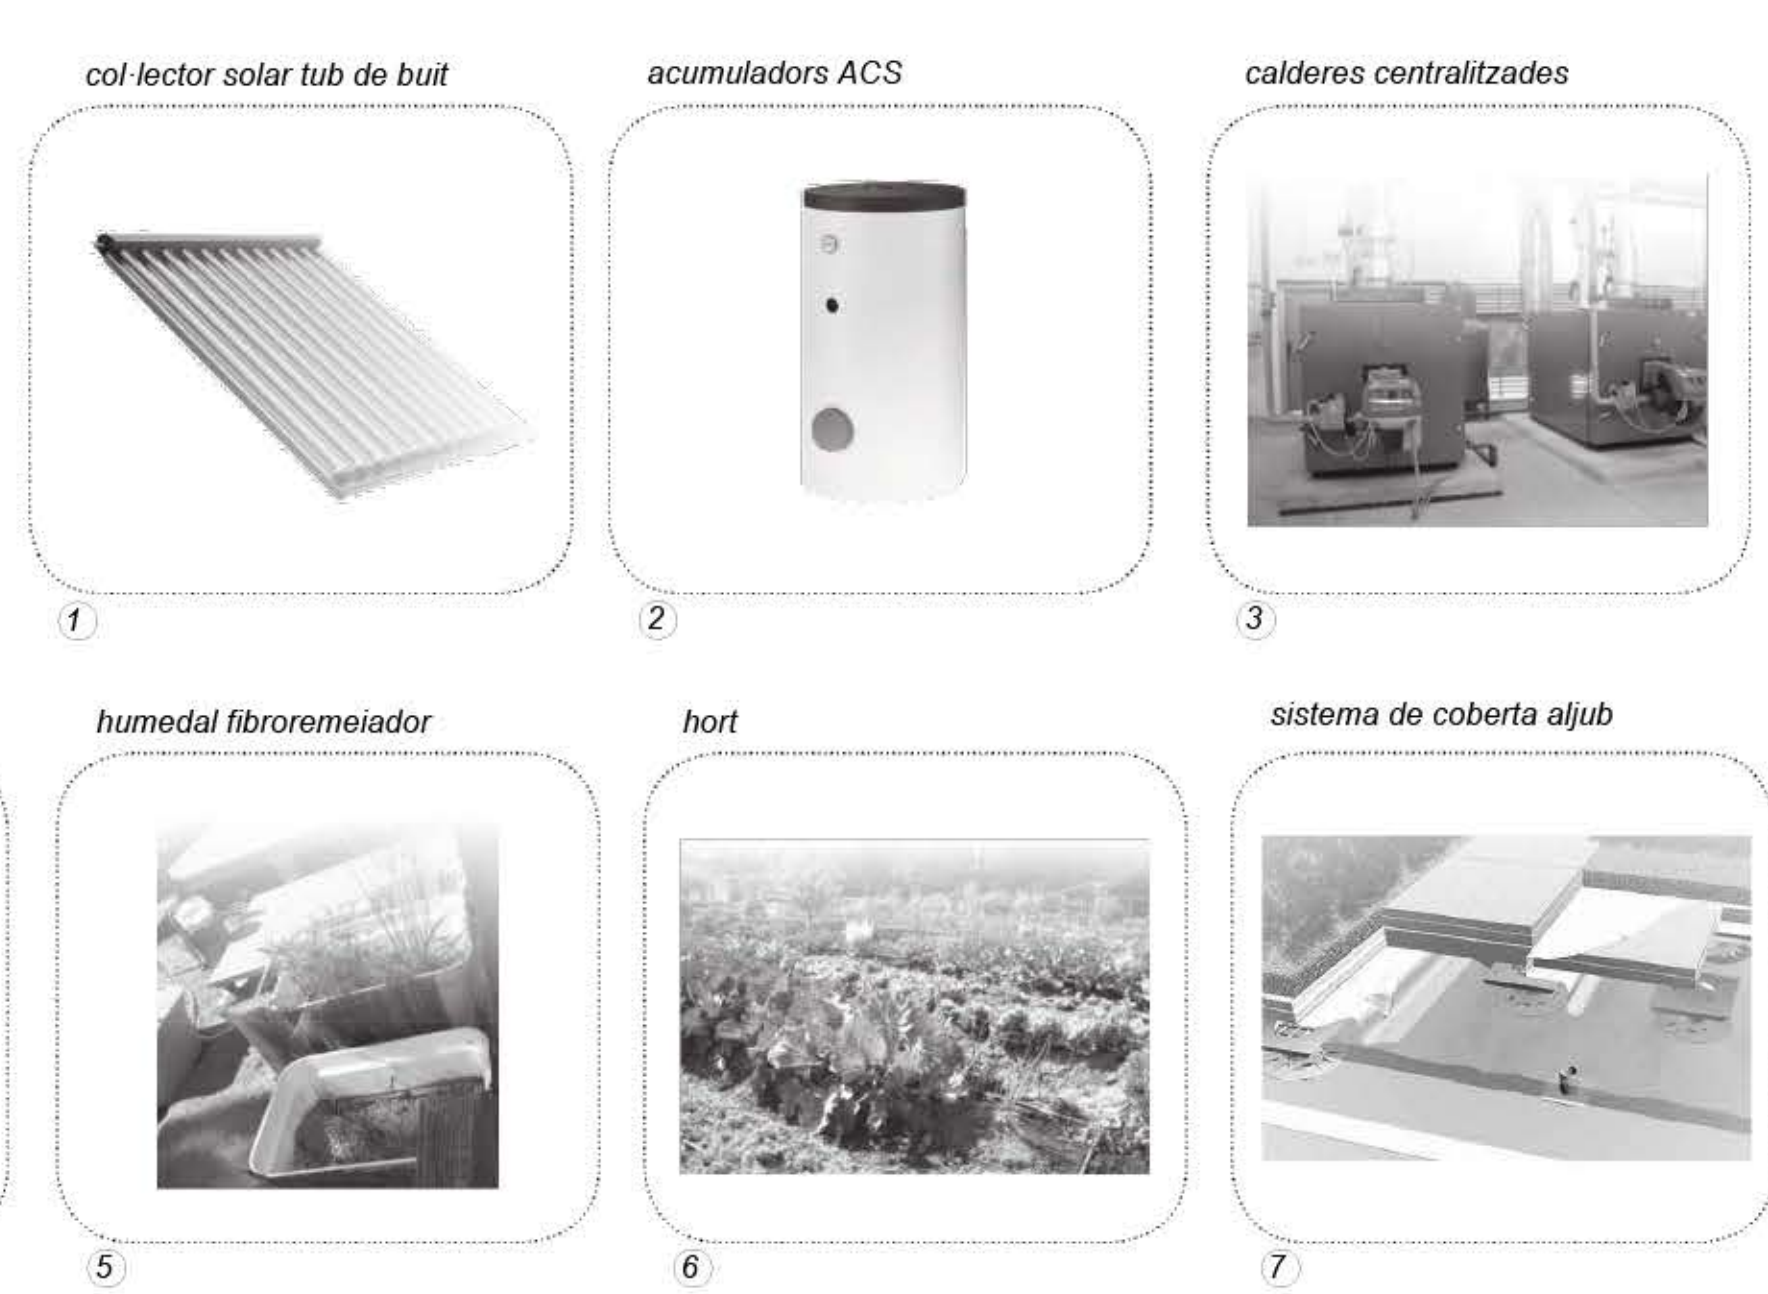 col·lector solar tub de buit
acumuladors ACS
calderes centralitzades
1
2
3
humedal fibroremeiador
hort
sistema de coberta aljub
5
6
7